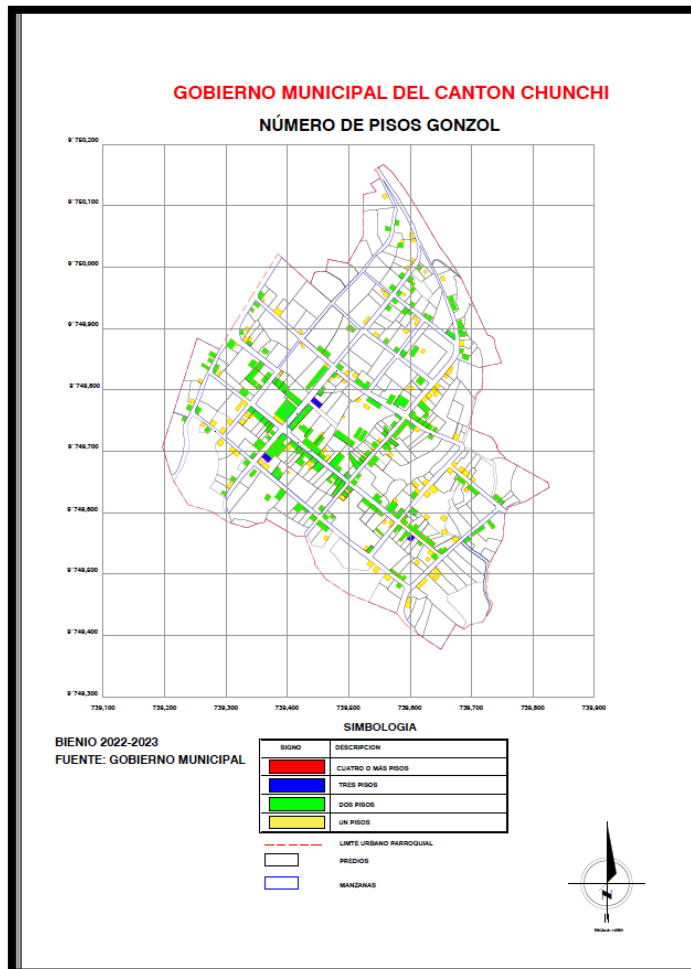 GOBIERNO MUNICIPAL DEL CANTON CHUNCHI
NÚMERO DE PISOS GONZOL
9´750,200
9´750,100
9´750,000
9´749,900
9´749,800
9´749,700
9´749,600
9´749,500
9´749,400
9´749,300
739,100 739,200 739,300 739,400 739,500 739,600 739,700 739,800 739,900
SIMBOLOGIA
BIENIO 2022-2023
FUENTE: GOBIERNO MUNICIPAL
SIGNO DESCRIPCION
CUATRO O MÁS PISOS
TRES PISOS
DOS PISOS
UN PISOS
LIMTE URBANO PARROQUIAL
PREDIOS
MANZANAS
N